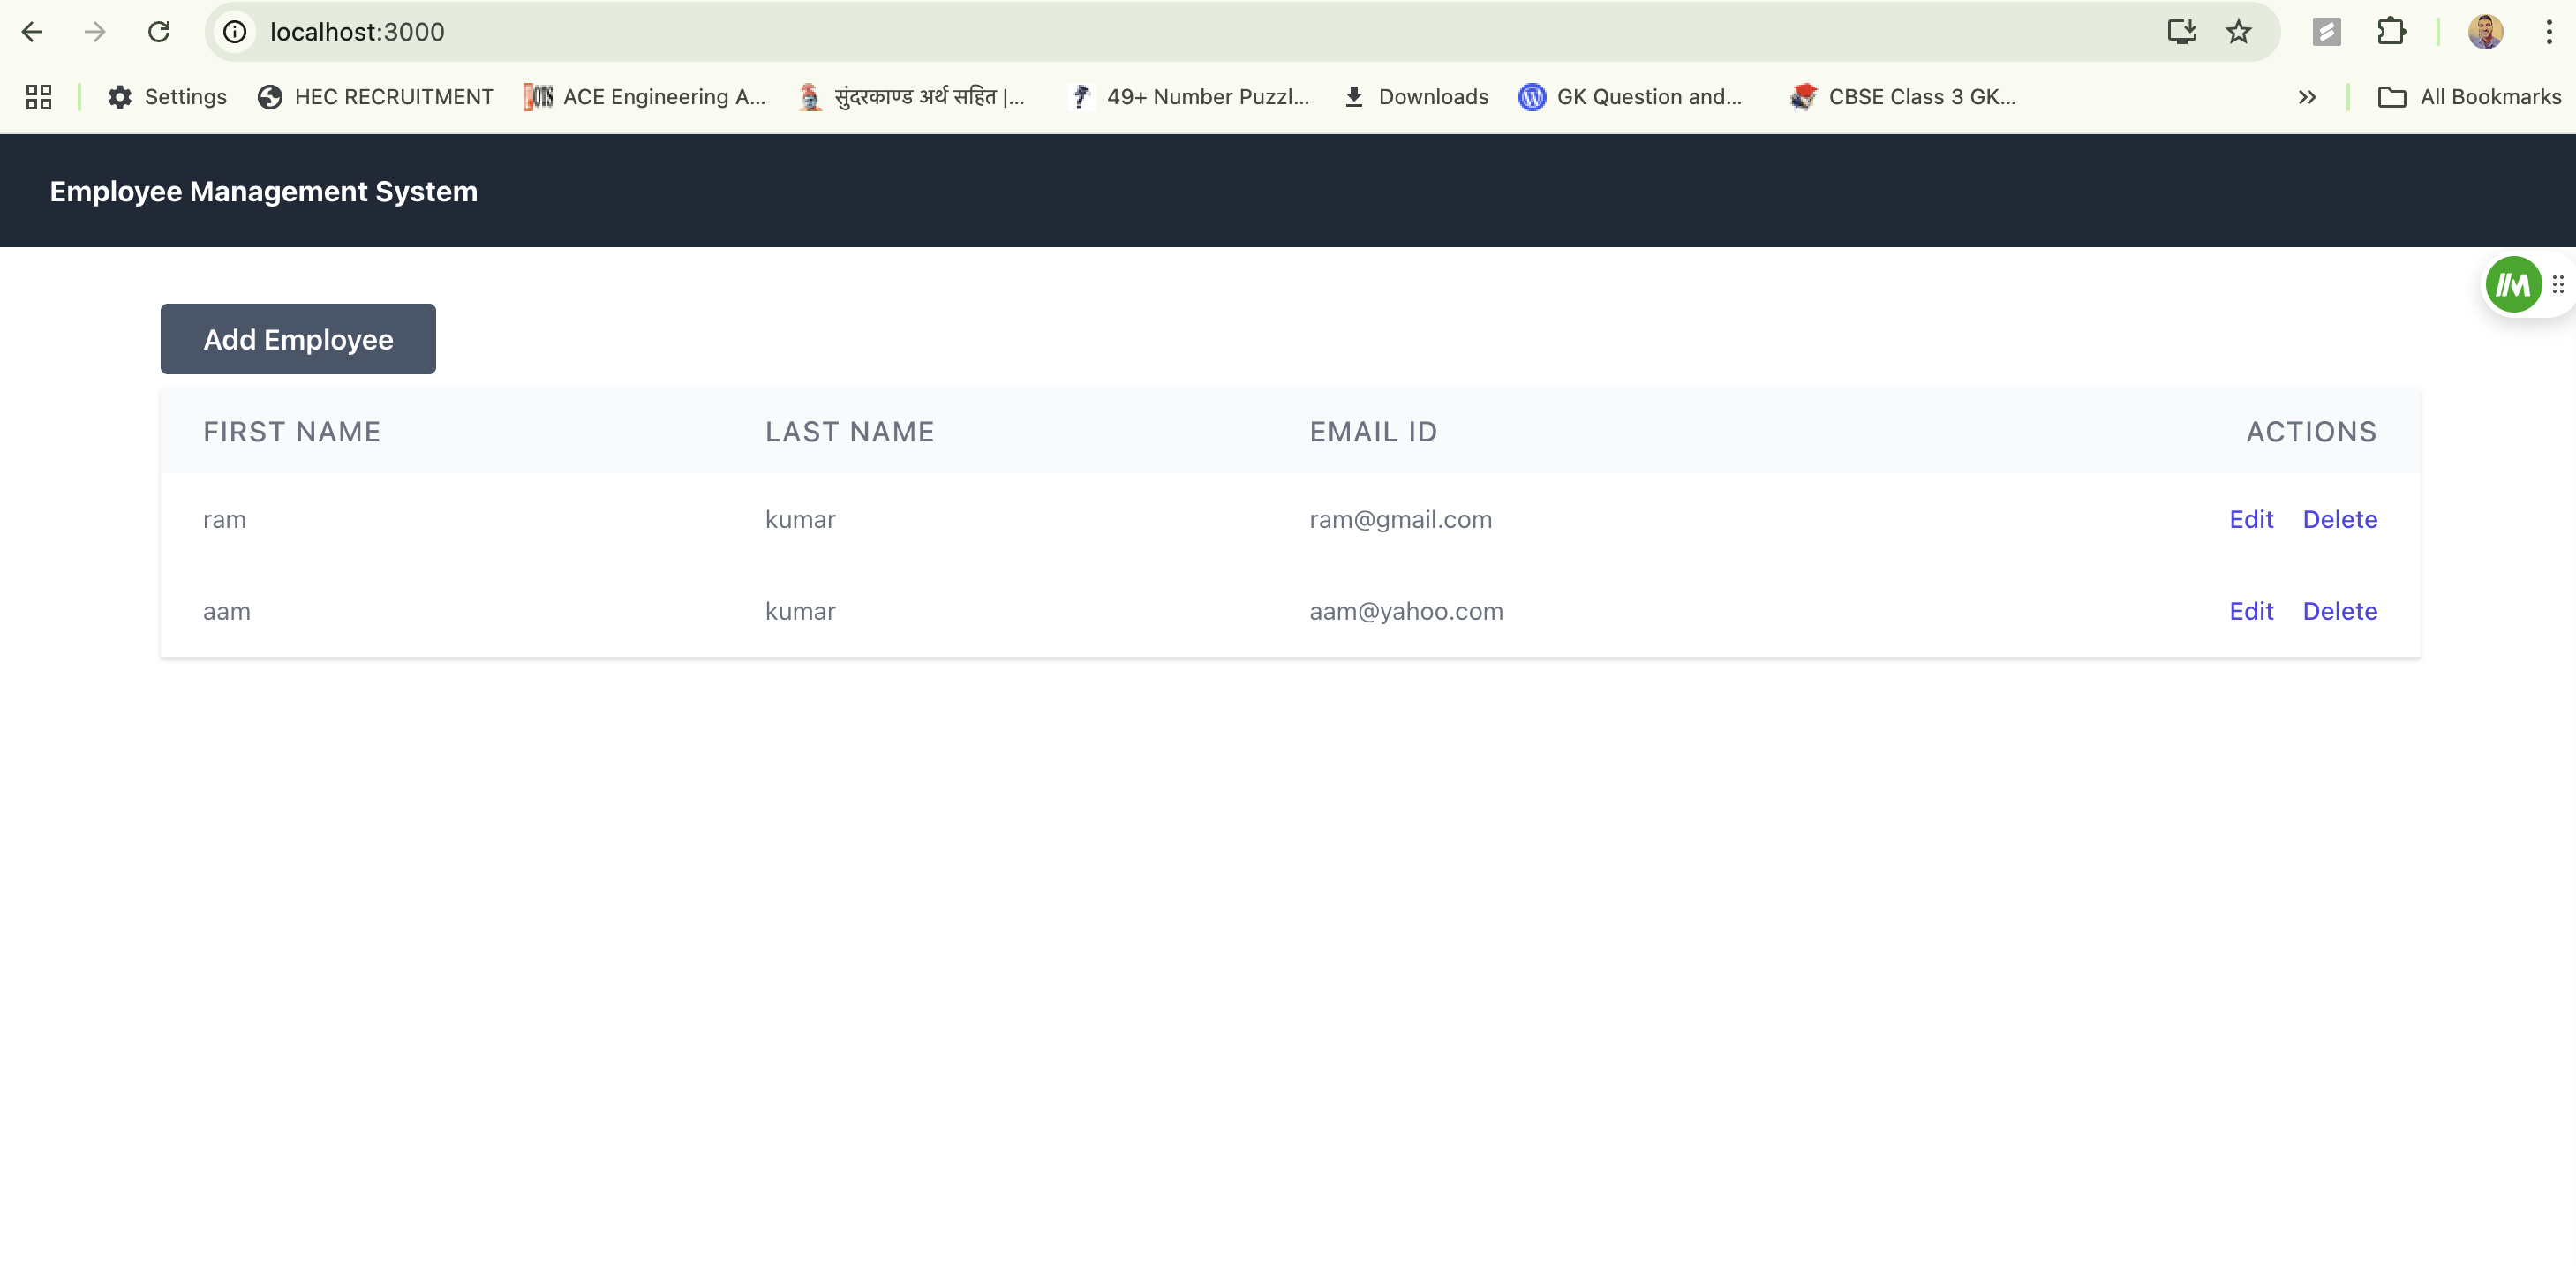 localhost:3000
Settings HEC RECRUITMENT ACE Engineering A... सुंदरकाण्ड अर्थ सहित |... 49+ Number Puzzl... Downloads GK Question and... CBSE Class 3 GK... All Bookmarks
Employee Management System
Add Employee
FIRST NAME LAST NAME EMAIL ID ACTIONS
ram kumar ram@gmail.com Edit Delete
aam kumar aam@yahoo.com Edit Delete